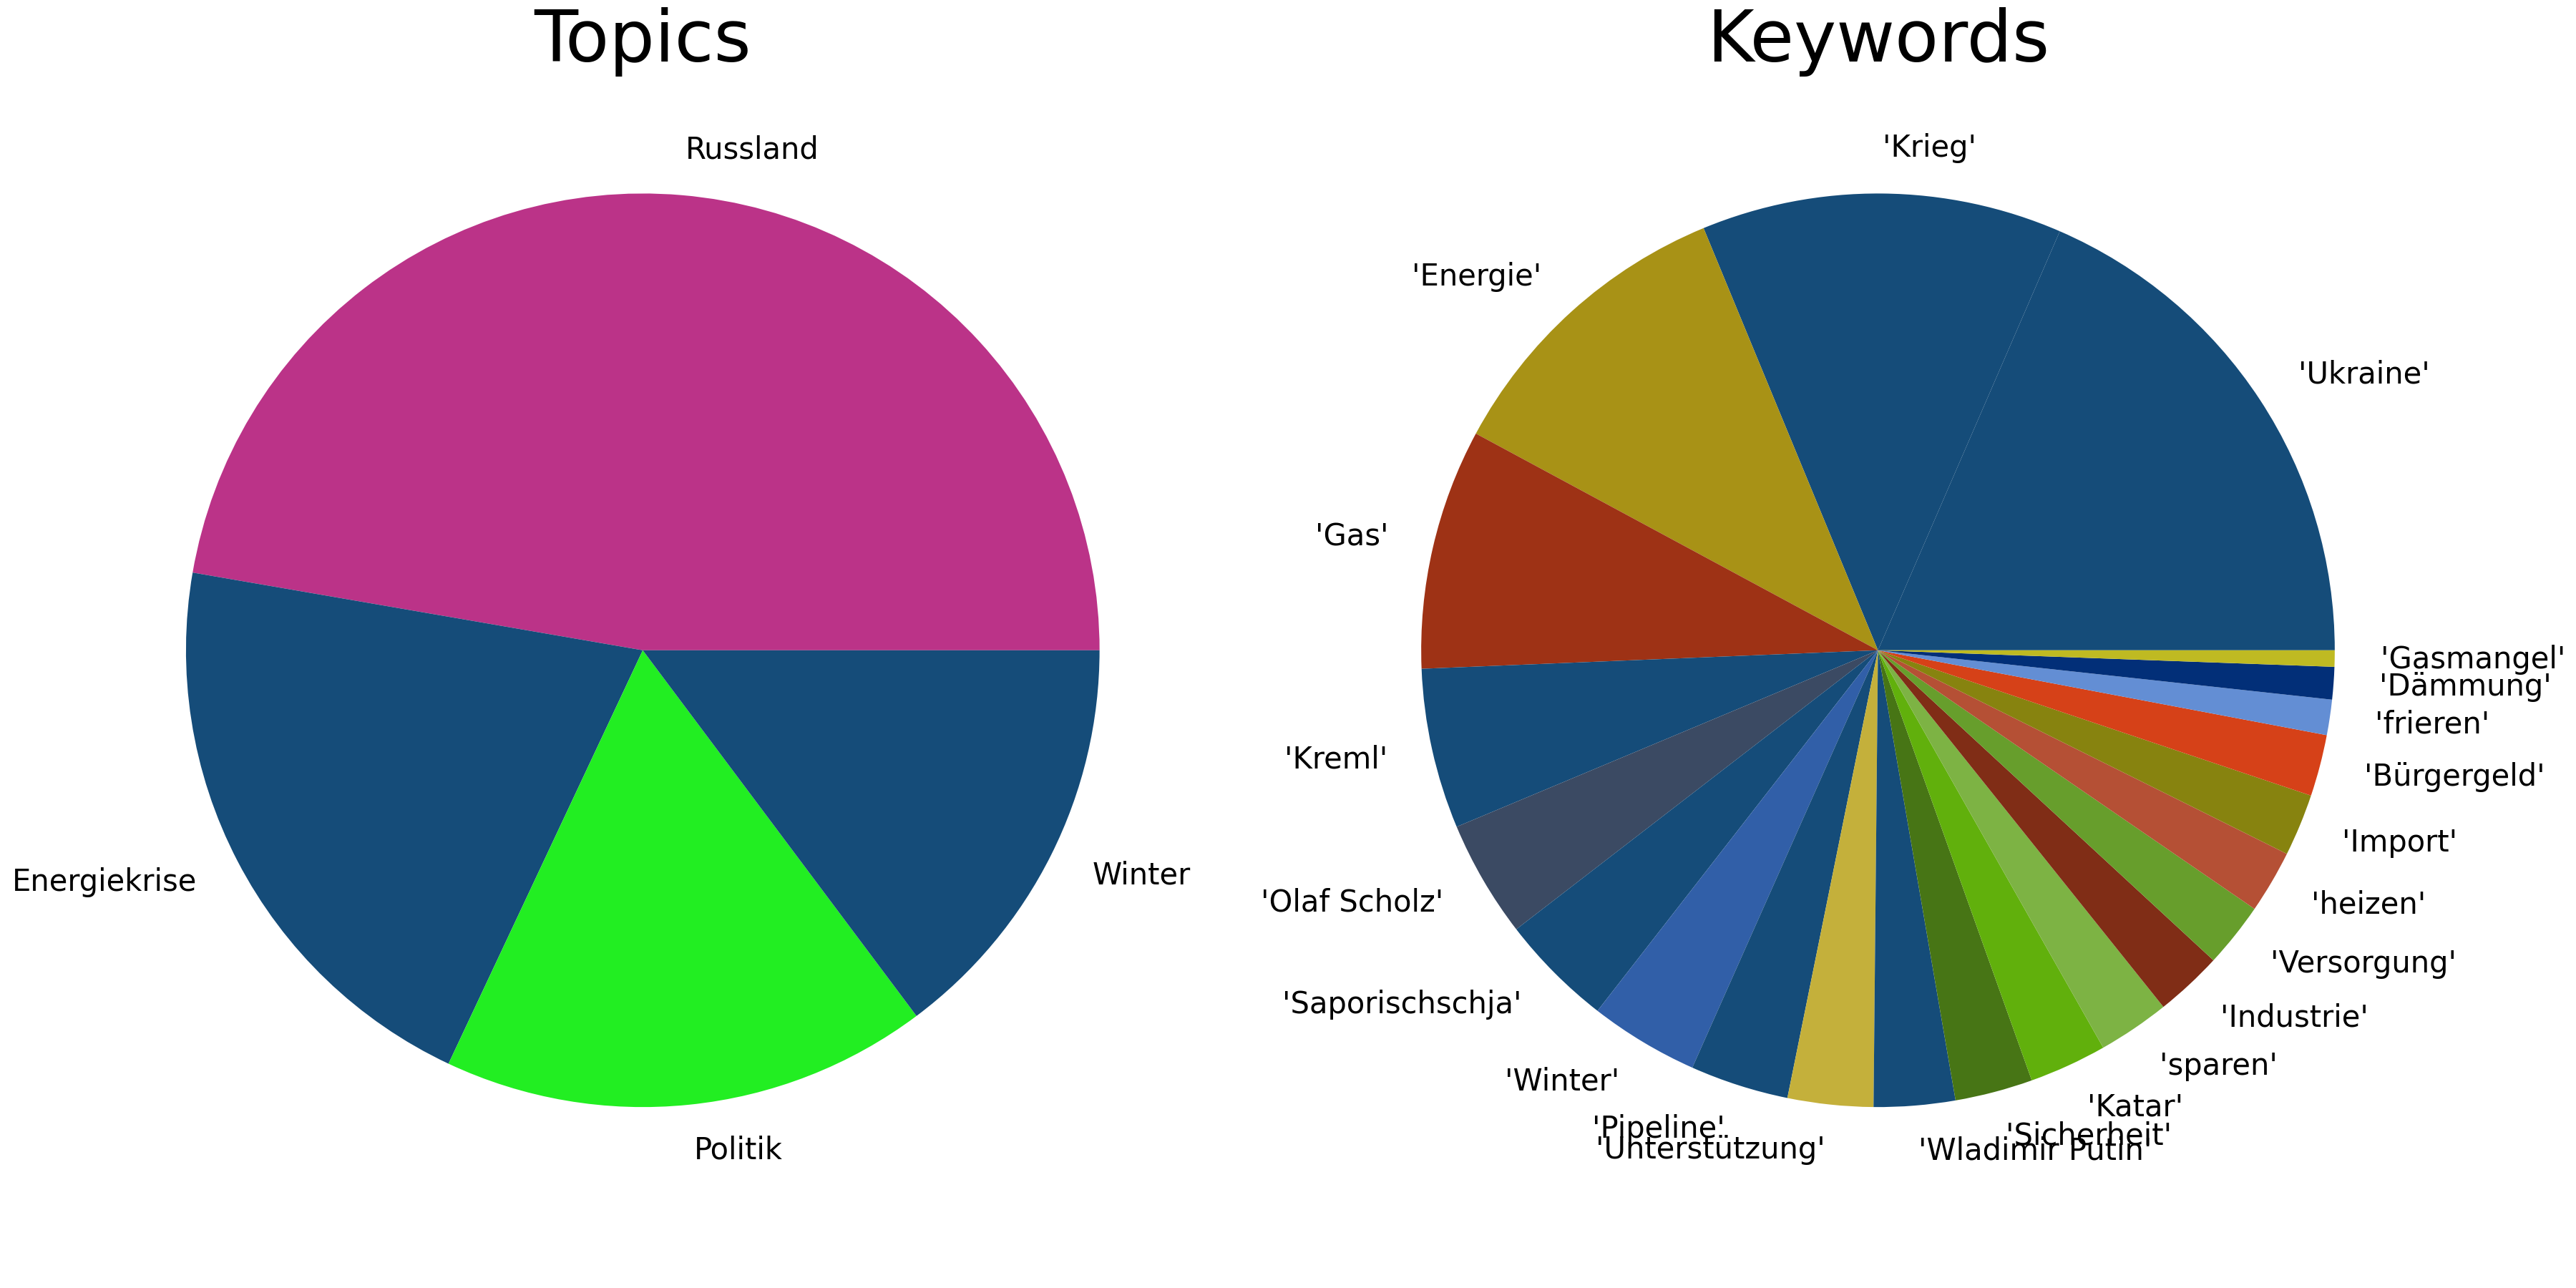 Topics
Keywords
Russland
Energiekrise
Politik
Winter
'Ukraine'
'Krieg'
'Energie'
'Gas'
'Kreml'
'Olaf Scholz'
'Saporischschja'
'Winter'
'Pipeline'
'Unterstützung'
'Wladimir Putin'
'Sicherheit'
'Katar'
'sparen'
'Industrie'
'Versorgung'
'heizen'
'Import'
'Bürgergeld'
'frieren'
'Dämmung'
'Gasmangel'